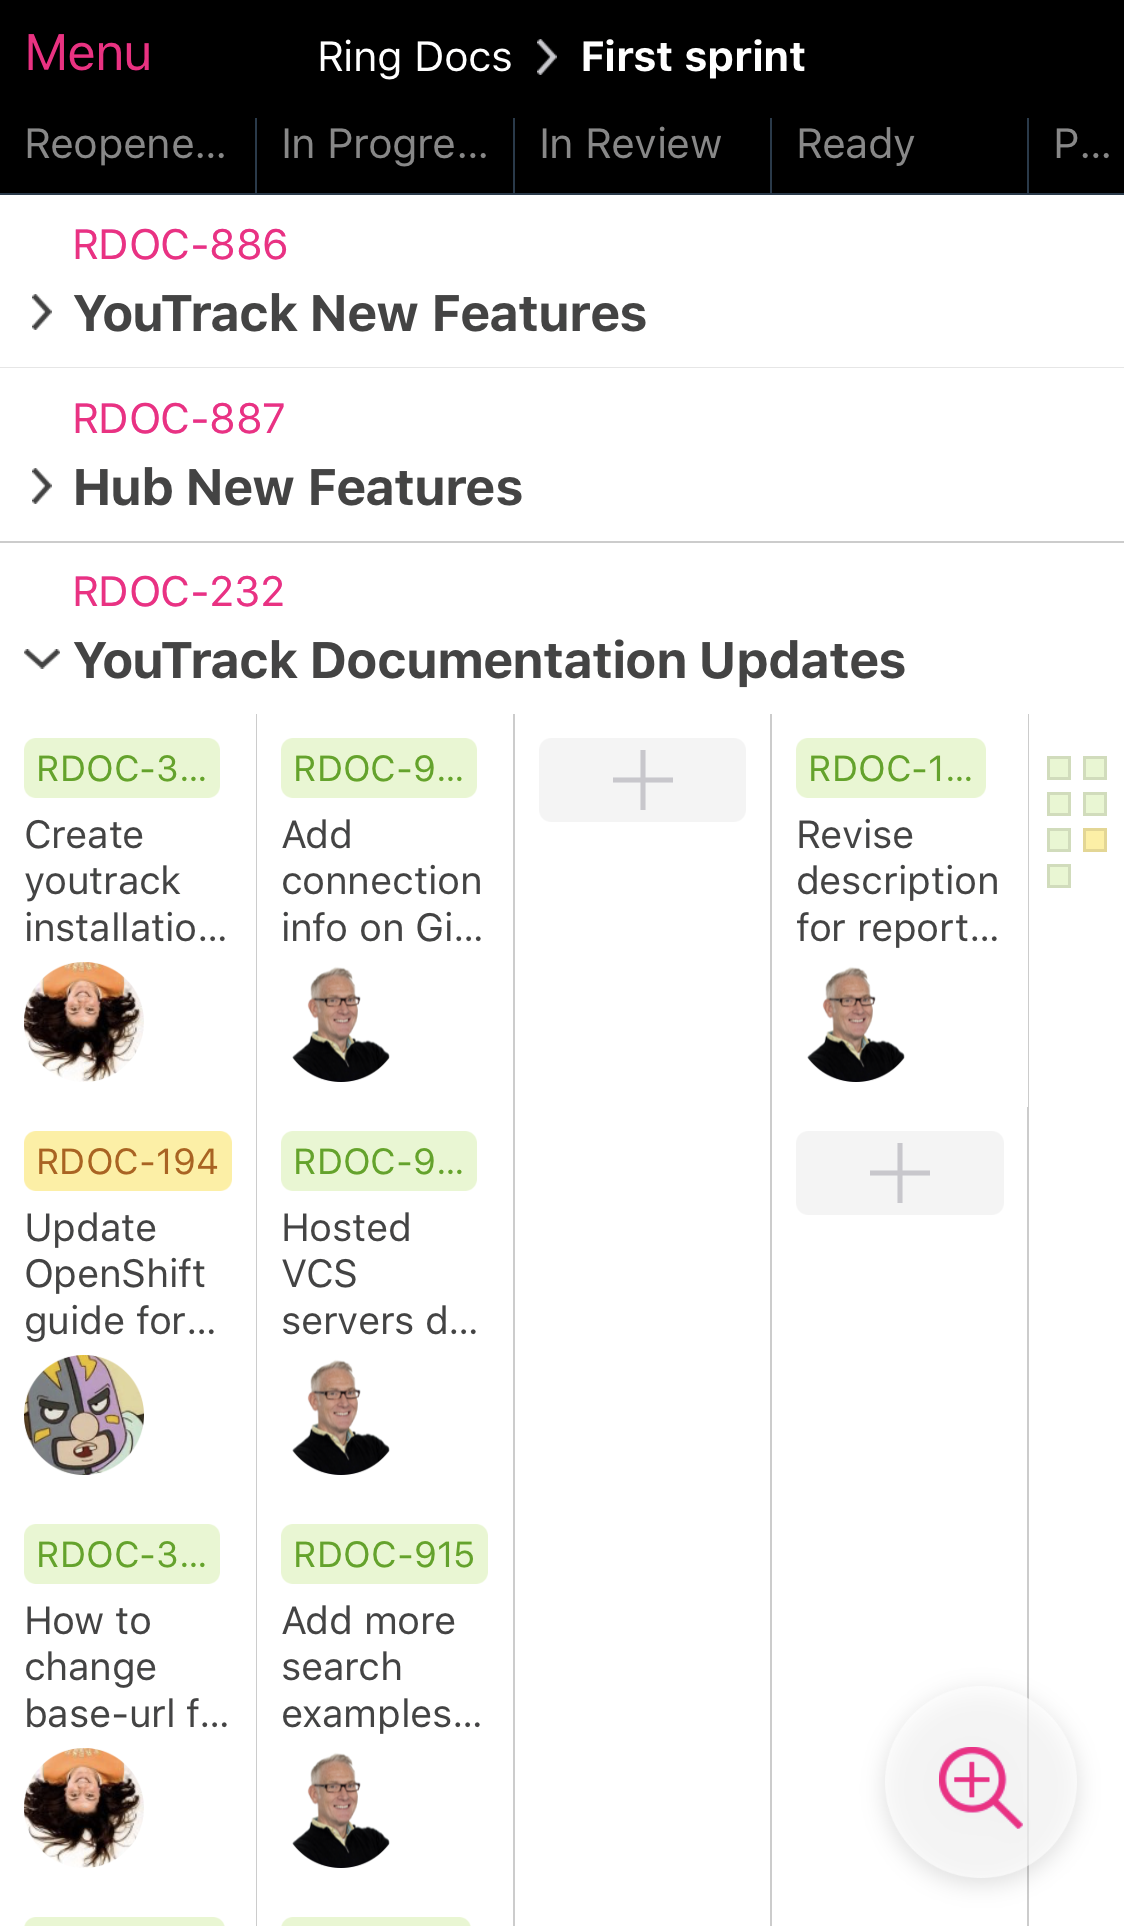 Menu
Ring Docs
First sprint
Reopene...
In Progre...
In Review
Ready
P...
RDOC-886
YouTrack New Features
RDOC-887
Hub New Features
RDOC-232
YouTrack Documentation Updates
RDOC-3...
Create
youtrack
installatio...
RDOC-9...
Add
connection
info on Gi...
RDOC-1...
Revise
description
for report...
RDOC-194
Update
OpenShift
guide for...
RDOC-9...
Hosted
VCS
servers d...
RDOC-3...
How to
change
base-url f...
RDOC-915
Add more
search
examples...